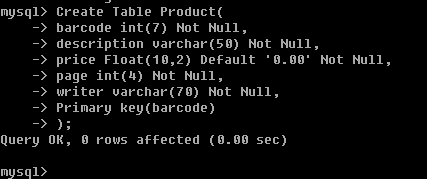 mysql> Create Table Product(
    -> barcode int(7) Not Null,
    -> description varchar(50) Not Null,
    -> price Float(10,2) Default '0.00' Not Null,
    -> page int(4) Not Null,
    -> writer varchar(70) Not Null,
    -> Primary key(barcode)
    -> );
Query OK, 0 rows affected (0.00 sec)
mysql>